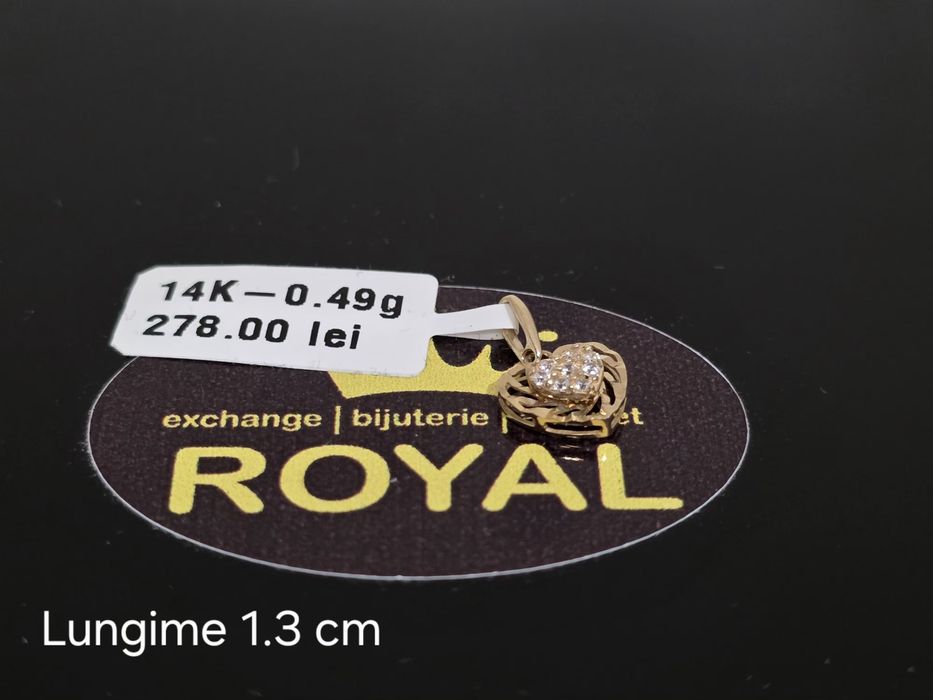 14K-0.49g
278.00 lei
exchange | bijuterie |
ROYAL
Lungime 1.3 cm